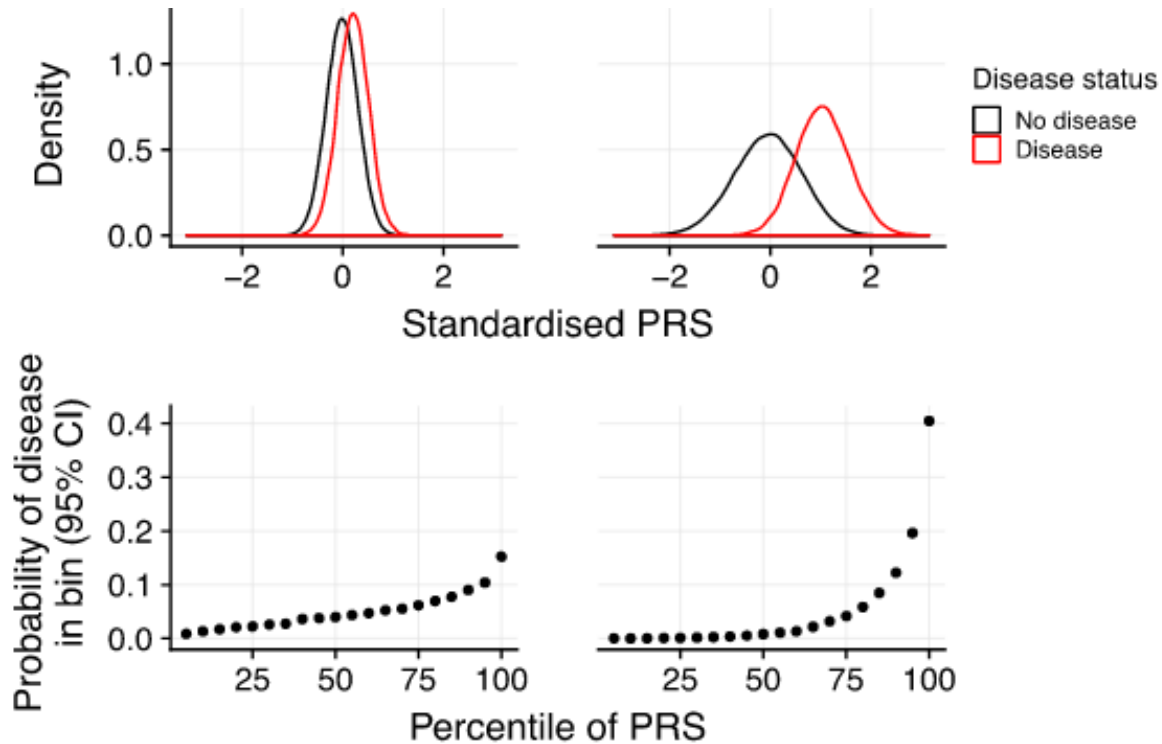 Density
1.0
0.5
0.0
−2 0 2
−2 0 2
Standardised PRS
Disease status
No disease
Disease
Probability of disease
in bin (95% CI)
0.4
0.3
0.2
0.1
0.0
25 50 75 100
25 50 75 100
Percentile of PRS